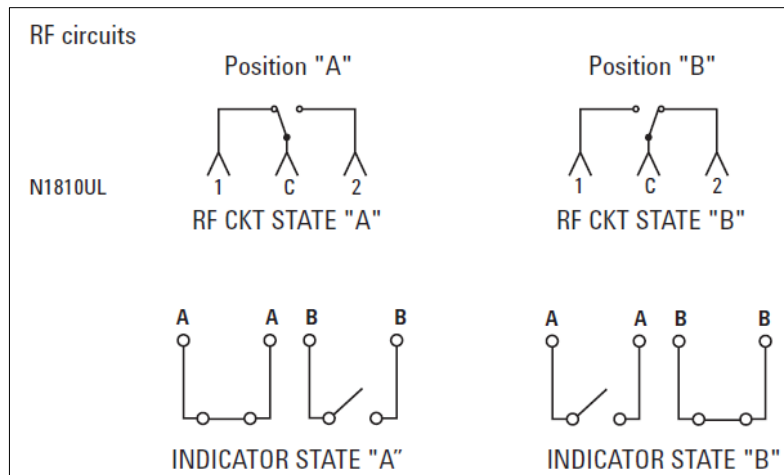 RF circuits
Position "A" Position "B"
N1810UL 1 C 2 1 C 2
RF CKT STATE "A" RF CKT STATE "B"
A A B B A A B B
INDICATOR STATE "A" INDICATOR STATE "B"